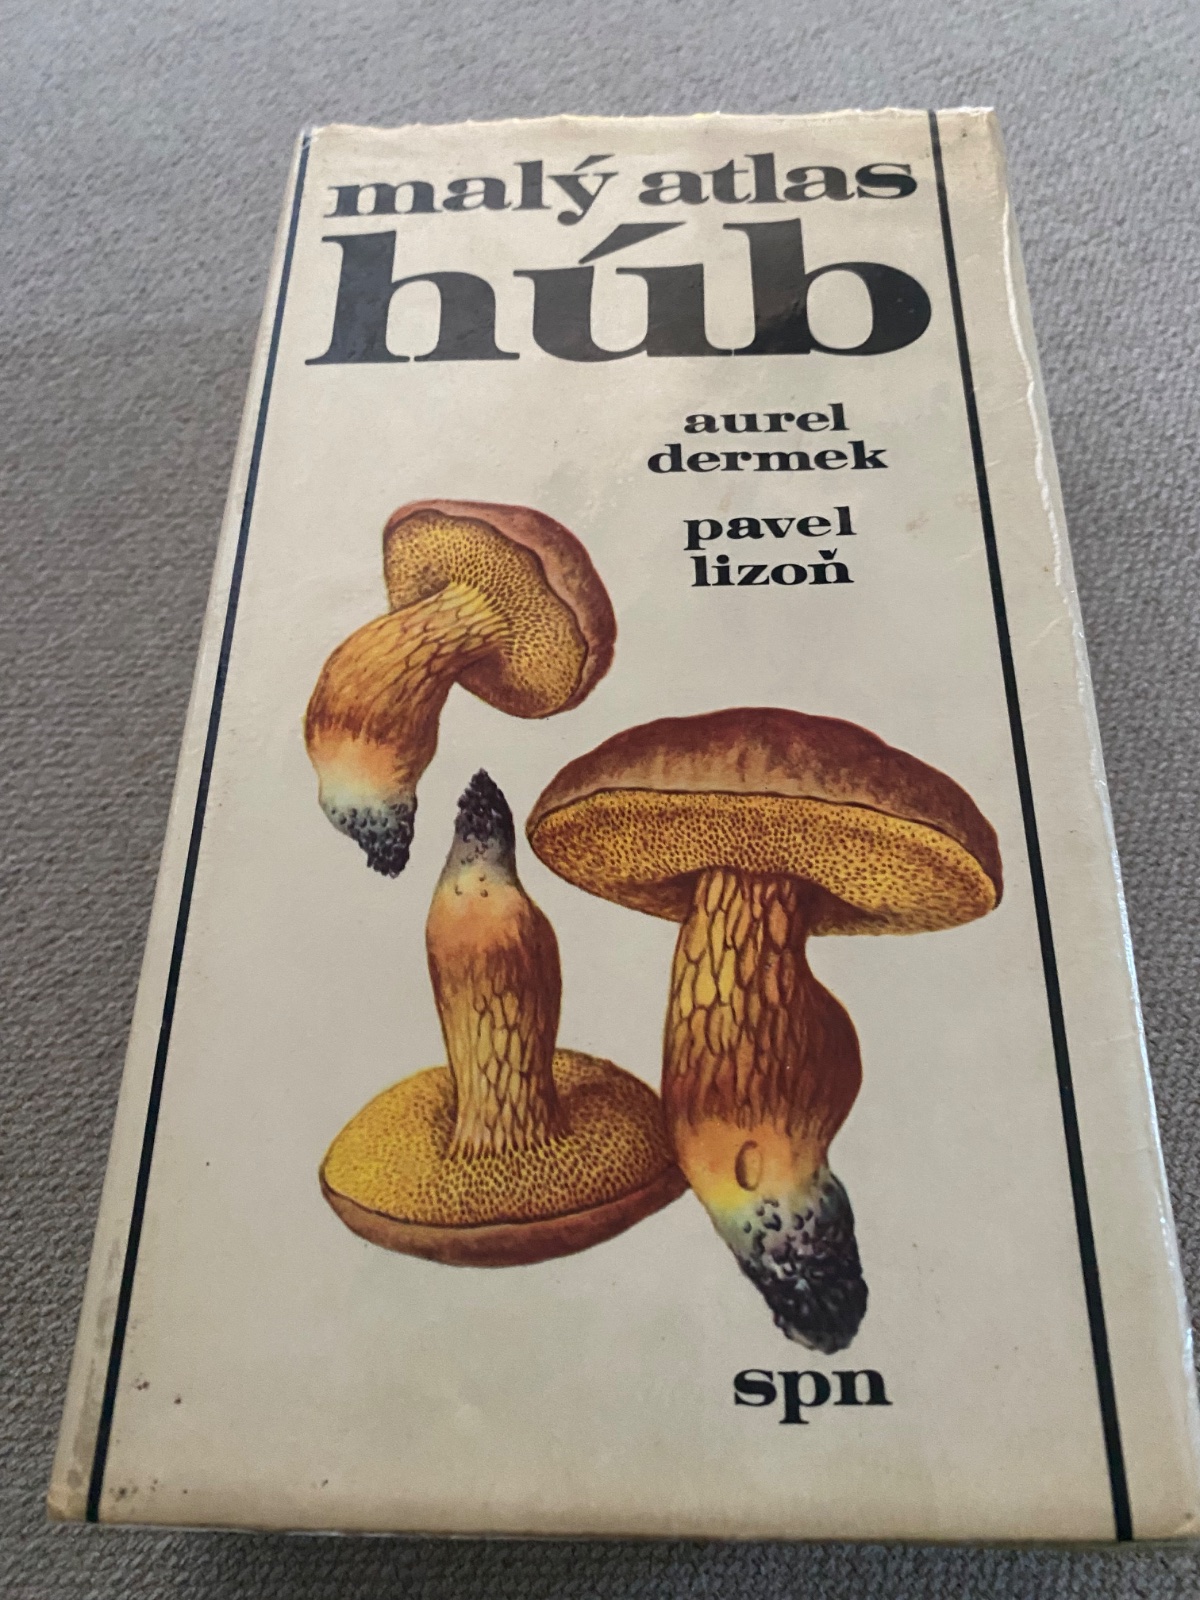 malý atlas
húb
aurel
dermek
pavel
lizoň
spn